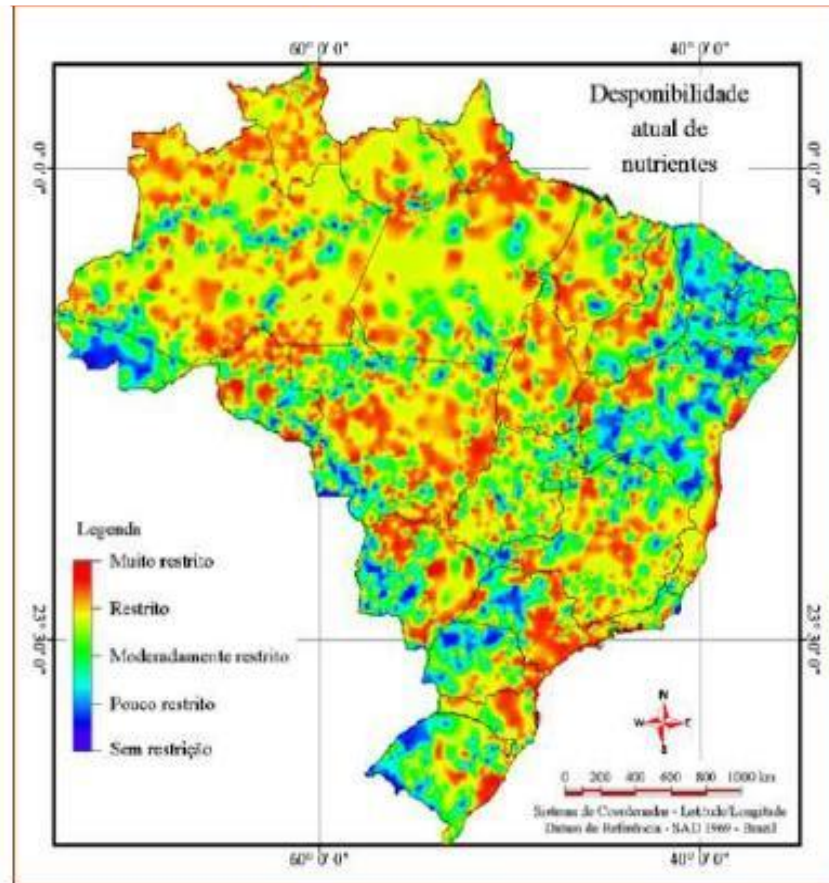 60° 0' 0"
40° 0' 0"
Desponibilidade
atual de
nutrientes
0° 0' 0"
0° 0' 0"
Legenda
Muito restrito
Restrito
Moderadamente restrito
Pouco restrito
Sem restrição
23° 30' 0"
23° 30' 0"
N
W
E
S
0 200 400 600 800 1000 km
Sistema de Coordenadas - Latitude/Longitude
Datum de Referência - SAD 1969 - Brazil
60° 0' 0"
40° 0' 0"